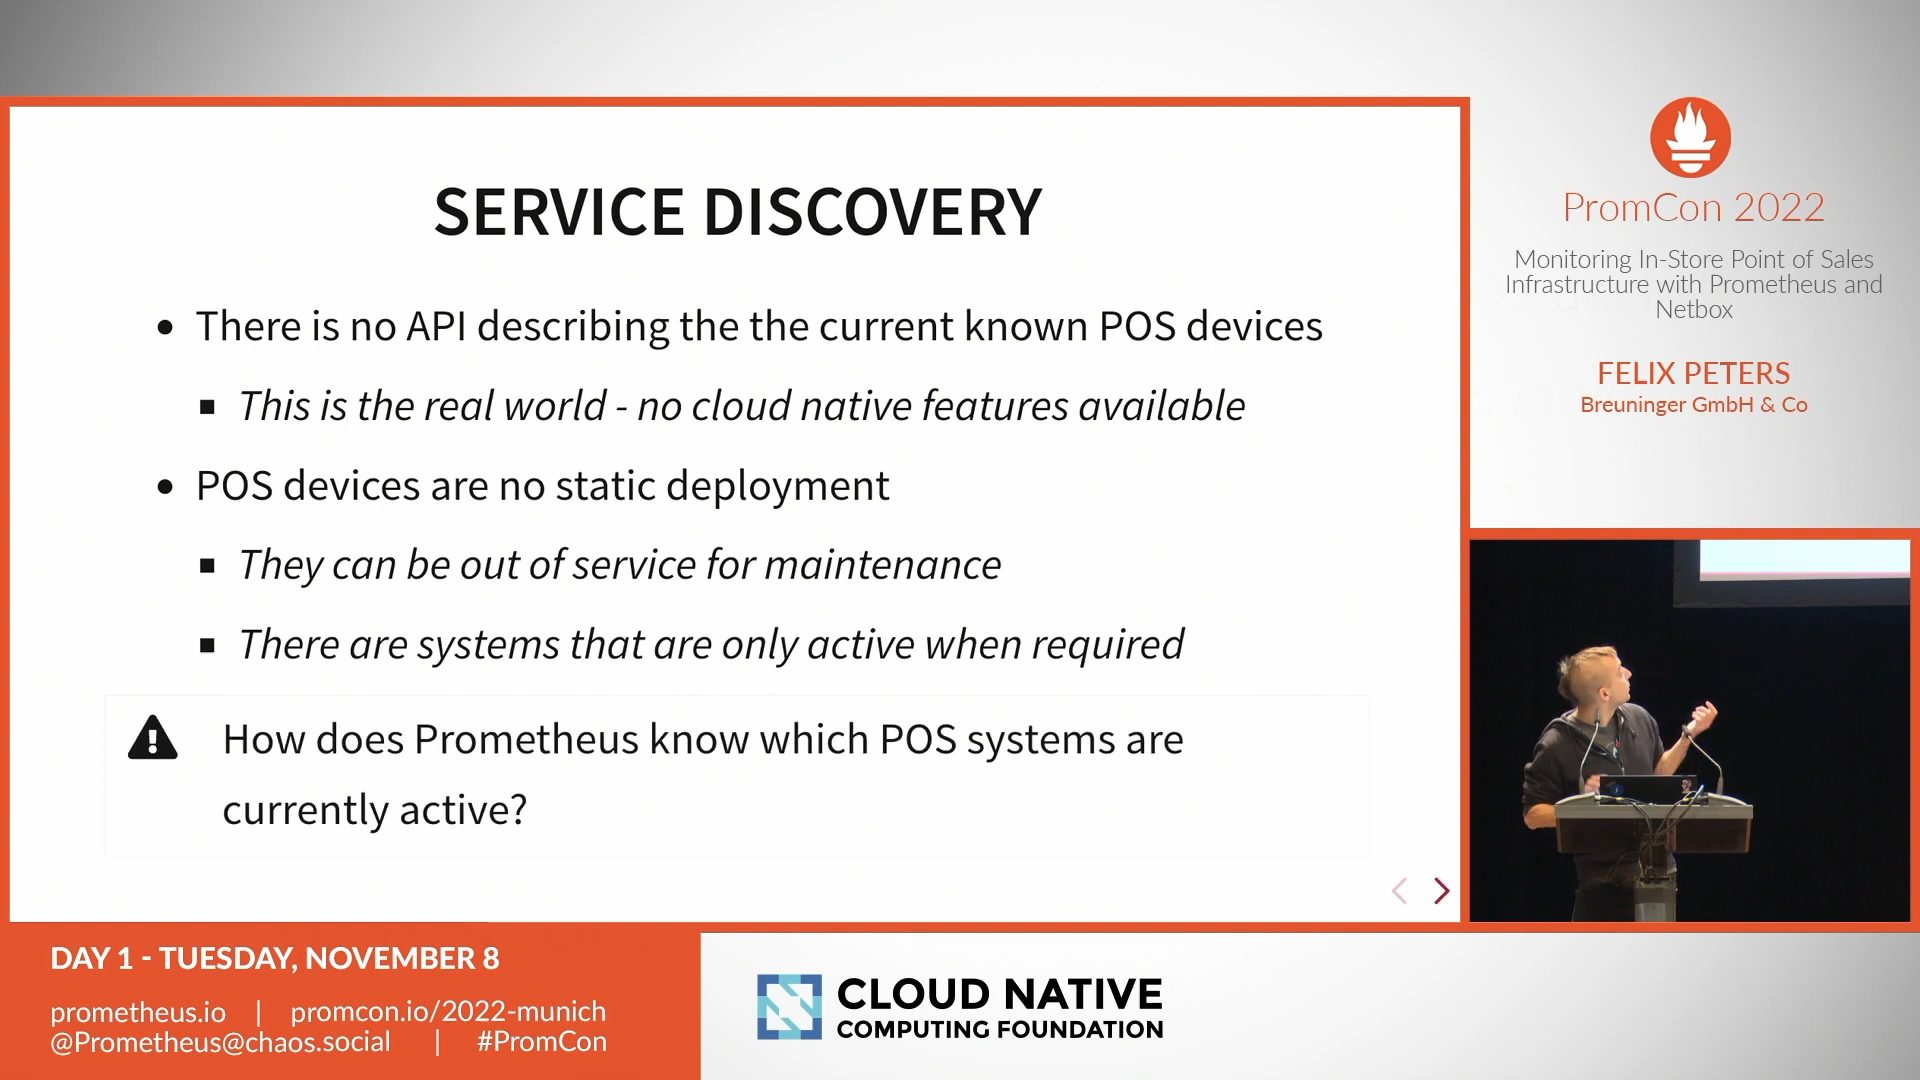 SERVICE DISCOVERY
There is no API describing the the current known POS devices
This is the real world - no cloud native features available
POS devices are no static deployment
They can be out of service for maintenance
There are systems that are only active when required
How does Prometheus know which POS systems are
currently active?
PromCon 2022
Monitoring In-Store Point of Sales
Infrastructure with Prometheus and
Netbox
FELIX PETERS
Breuninger GmbH & Co
DAY 1 - TUESDAY, NOVEMBER 8
prometheus.io | promcon.io/2022-munich
@Prometheus@chaos.social | #PromCon
CLOUD NATIVE
COMPUTING FOUNDATION